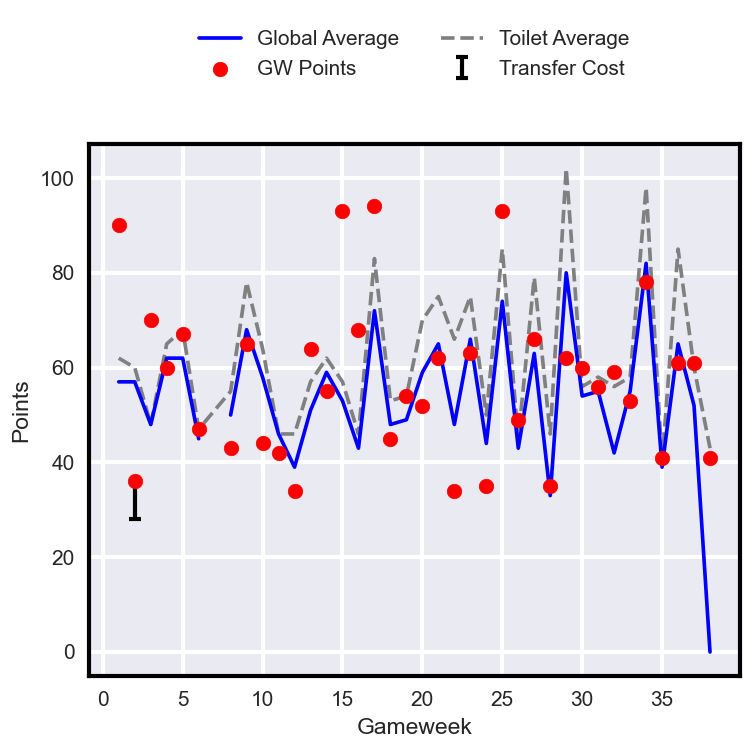 Global Average
Toilet Average
GW Points
Transfer Cost
100
80
60
40
20
0
Points
0 5 10 15 20 25 30 35
Gameweek